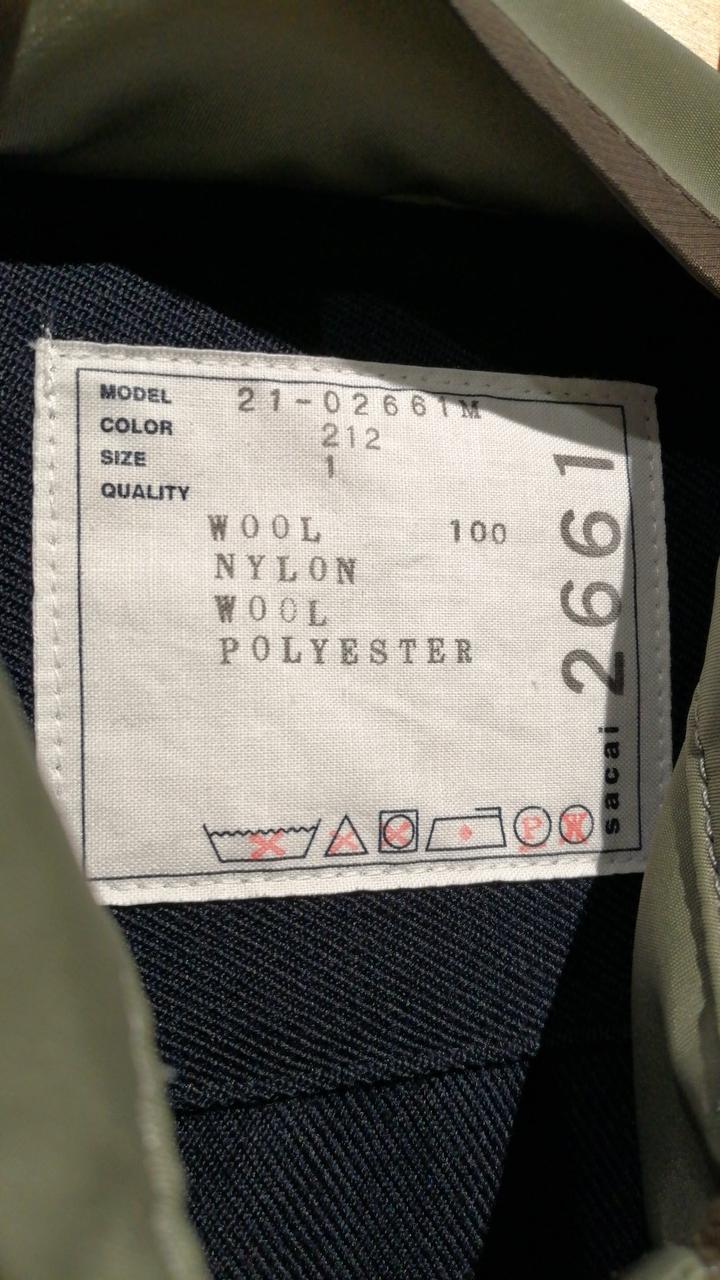 MODEL 21-02661M
COLOR 212
SIZE 1
QUALITY
WOOL 100
NYLON
WOOL
POLYESTER
P W
sacai 2661